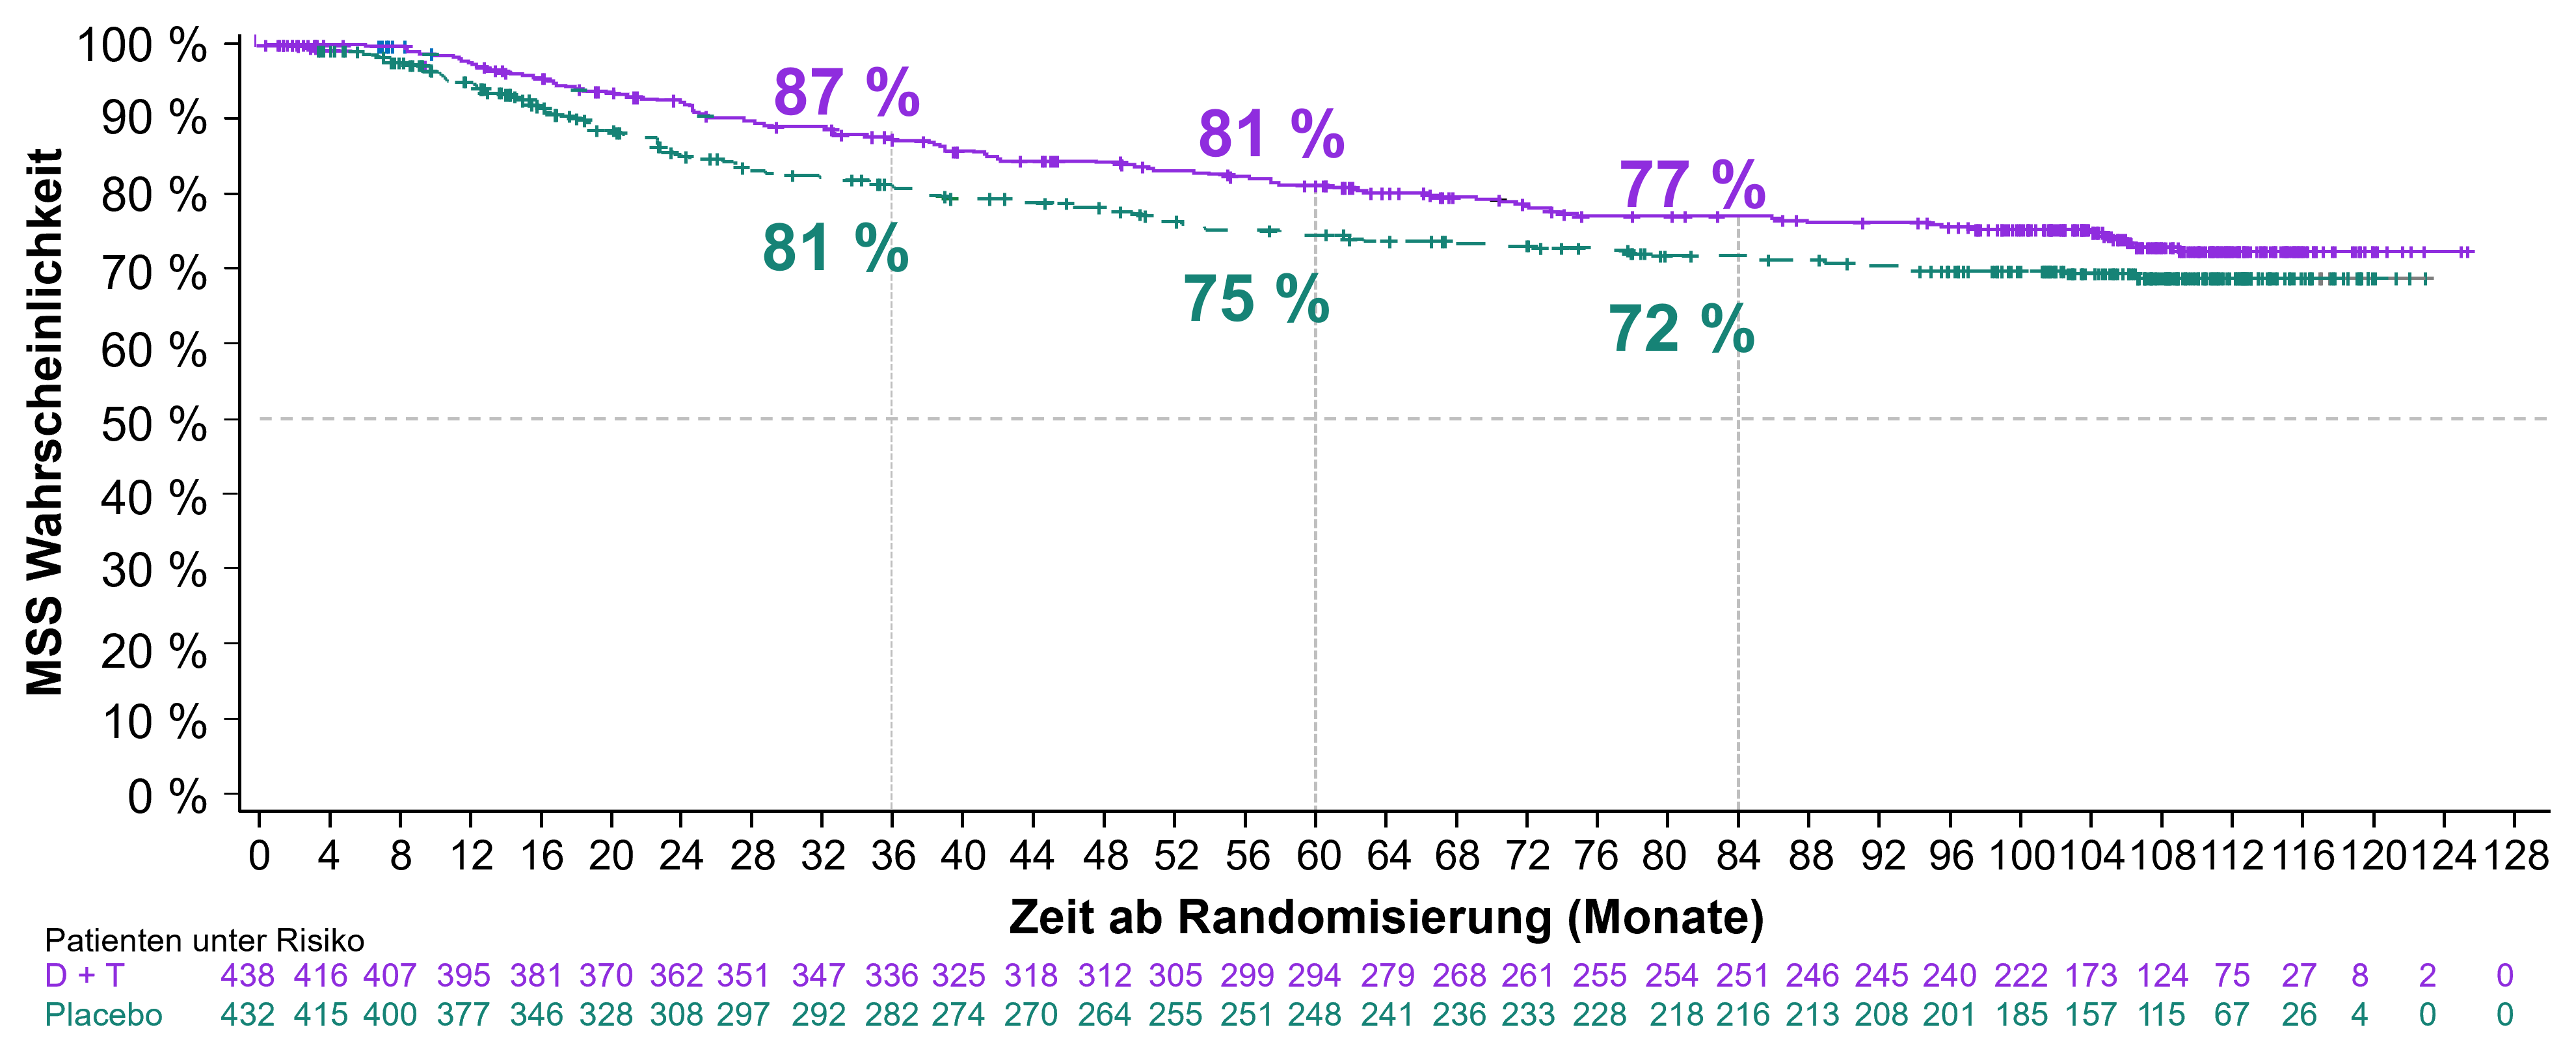 100 %
90 %
80 %
70 %
60 %
50 %
40 %
30 %
20 %
10 %
0 %
MSS Wahrscheinlichkeit
87 %
81 %
77 %
81 %
75 %
72 %
0 4 8 12 16 20 24 28 32 36 40 44 48 52 56 60 64 68 72 76 80 84 88 92 96 100 104 108 112 116 120 124 128
Zeit ab Randomisierung (Monate)
Patienten unter Risiko
D + T 438 416 407 395 381 370 362 351 347 336 325 318 312 305 299 294 279 268 261 255 254 251 246 245 240 222 173 124 75 27 8 2 0
Placebo 432 415 400 377 346 328 308 297 292 282 274 270 264 255 251 248 241 236 233 228 218 216 213 208 201 185 157 115 67 26 4 0 0